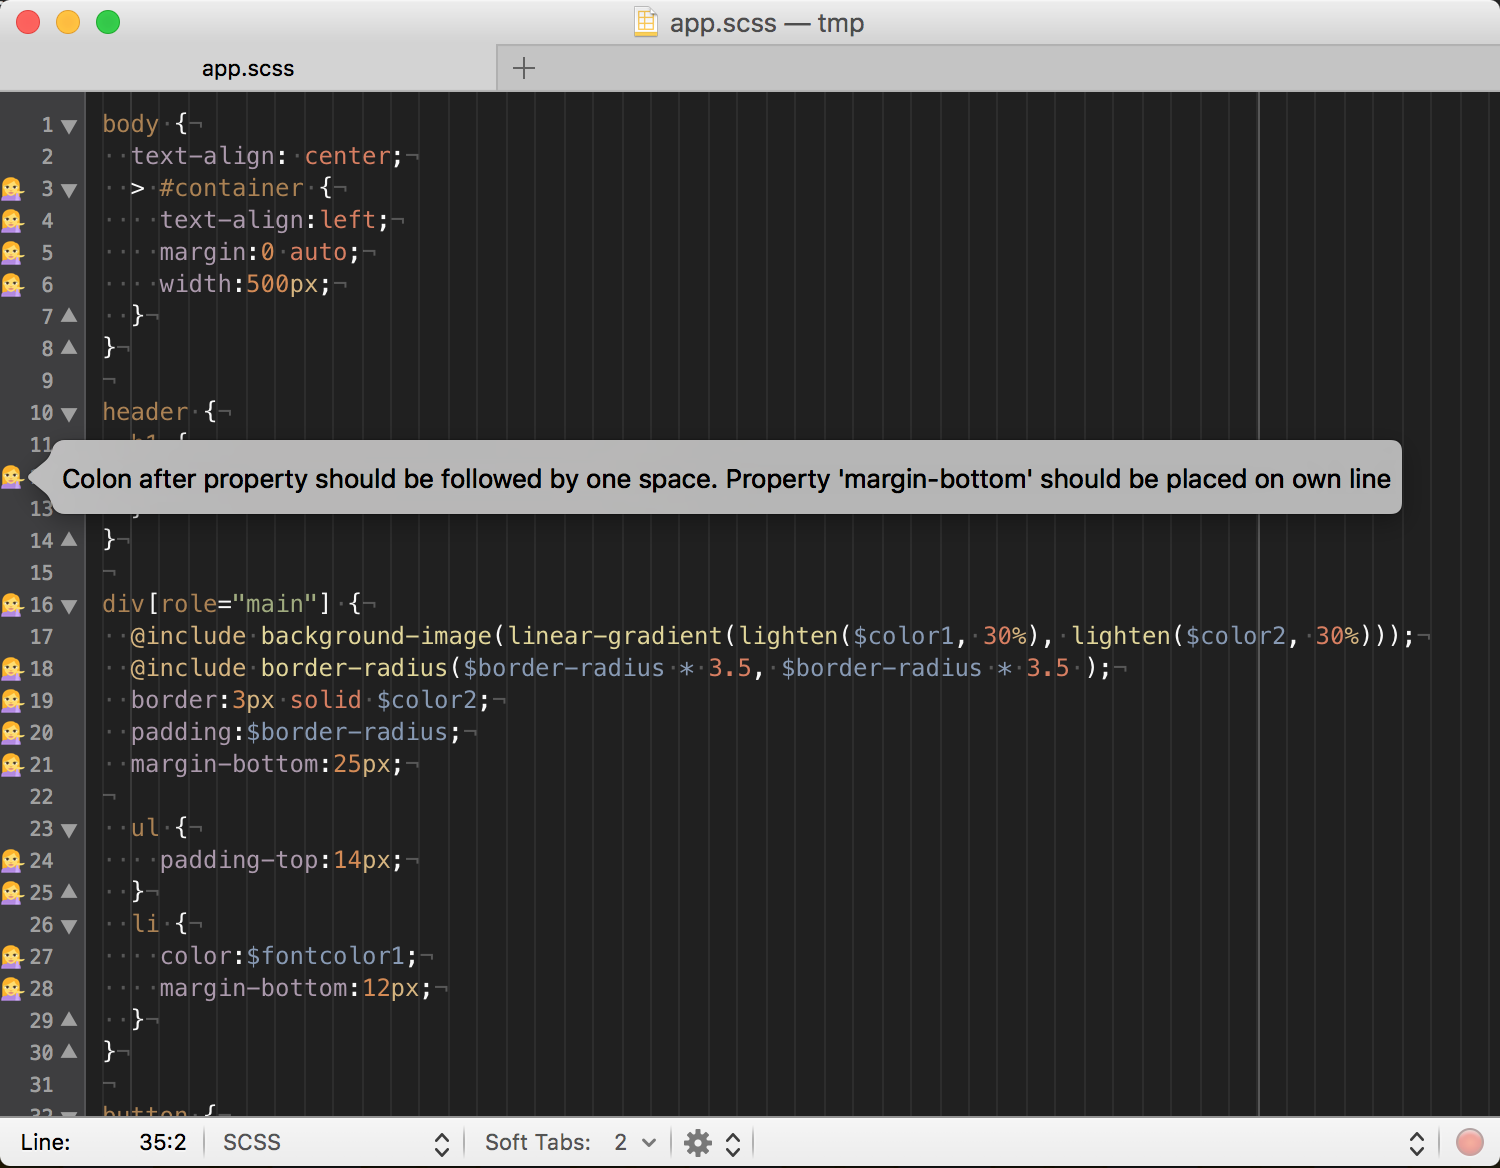 app.scss — tmp
app.scss
1 body {
2 text-align: center;
3 > #container {
4 text-align:left;
5 margin:0 auto;
6 width:500px;
7 }
8 }
9
10 header {
11
Colon after property should be followed by one space. Property 'margin-bottom' should be placed on own line
13
14 }
15
16 div[role="main"] {
17 @include background-image(linear-gradient(lighten($color1, 30%), lighten($color2, 30%)));
18 @include border-radius($border-radius * 3.5, $border-radius * 3.5 );
19 border:3px solid $color2;
20 padding:$border-radius;
21 margin-bottom:25px;
22
23 ul {
24 padding-top:14px;
25 }
26 li {
27 color:$fontcolor1;
28 margin-bottom:12px;
29 }
30 }
31
32 button {
Line: 35:2 SCSS Soft Tabs: 2